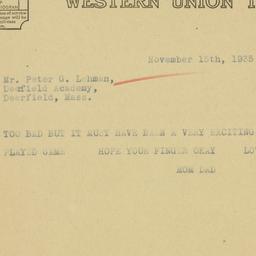 WESTERN UNION
November 15th, 1935
Mr. Peter G. Lehman,
Deerfield Academy,
Deerfield, Mass.
TOO BAD BUT IT MUST HAVE BEEN A VERY EXCITING
PLAYED GAME HOPE YOUR FINGER OKAY LO
MOM DAD